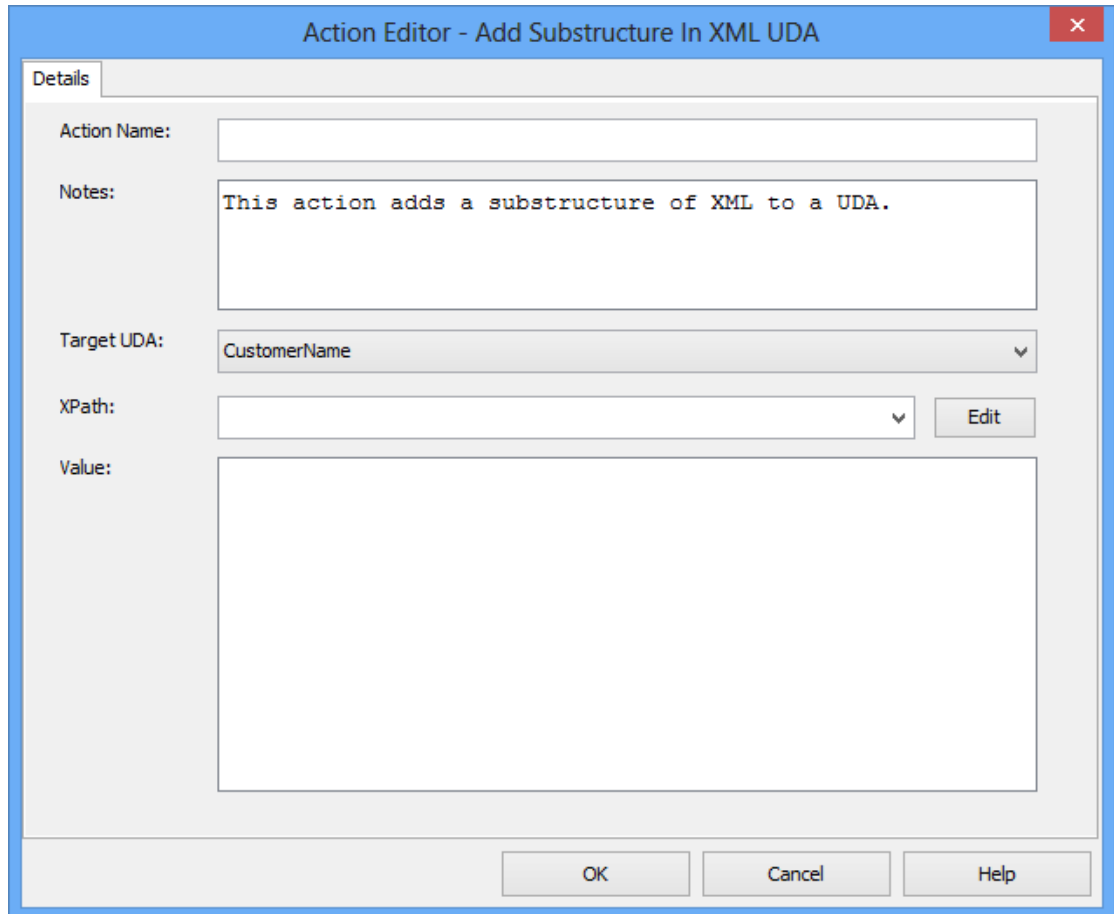 Action Editor - Add Substructure In XML UDA
Details
Action Name:
Notes:
This action adds a substructure of XML to a UDA.
Target UDA:
CustomerName
XPath:
Edit
Value:
OK
Cancel
Help